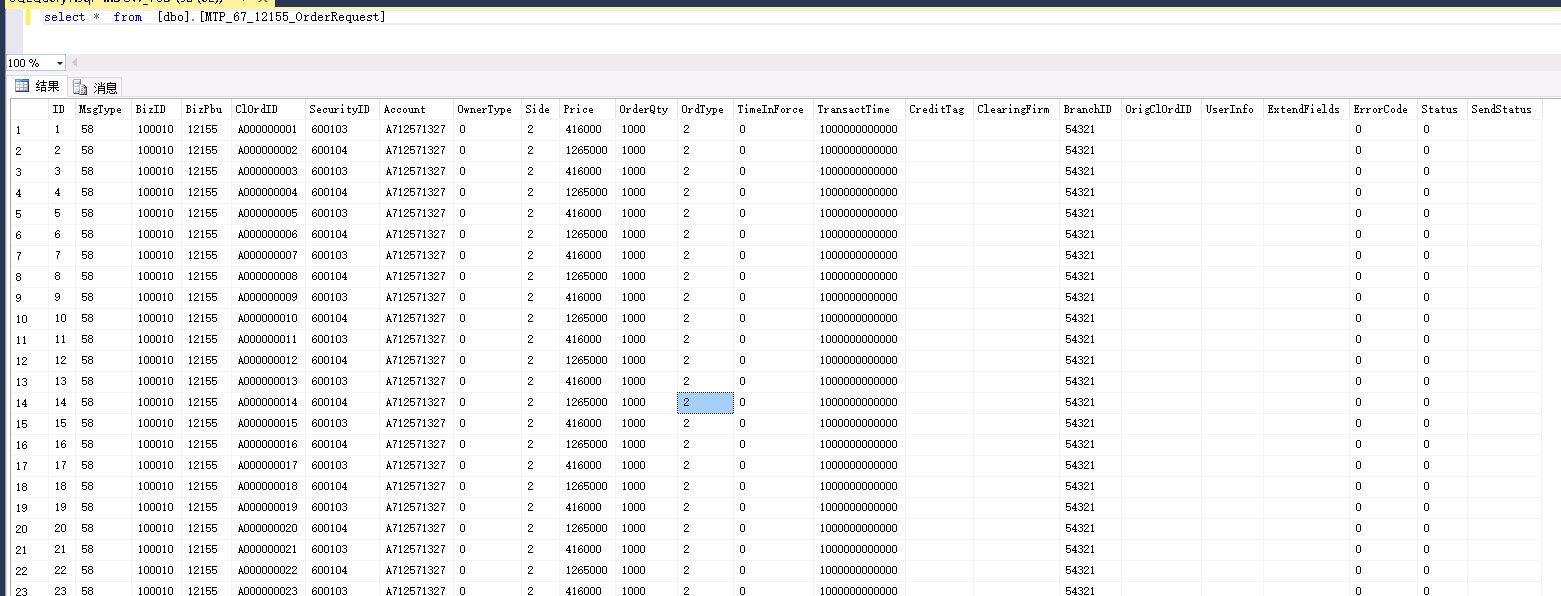 select * from [dbo].[MTP_67_12155_OrderRequest]
100 %
结果 消息
ID MsgType BizID BizPbu ClOrdID SecurityID Account OwnerType Side Price OrderQty OrdType TimeInForce TransactTime CreditTag ClearingFirm BranchID OrigClOrdID UserInfo ExtendFields ErrorCode Status SendStatus
1 1 58 100010 12155 A000000001 600103 A712571327 0 2 416000 1000 2 0 1000000000000 54321 0 0
2 2 58 100010 12155 A000000002 600104 A712571327 0 2 1265000 1000 2 0 1000000000000 54321 0 0
3 3 58 100010 12155 A000000003 600103 A712571327 0 2 416000 1000 2 0 1000000000000 54321 0 0
4 4 58 100010 12155 A000000004 600104 A712571327 0 2 1265000 1000 2 0 1000000000000 54321 0 0
5 5 58 100010 12155 A000000005 600103 A712571327 0 2 416000 1000 2 0 1000000000000 54321 0 0
6 6 58 100010 12155 A000000006 600104 A712571327 0 2 1265000 1000 2 0 1000000000000 54321 0 0
7 7 58 100010 12155 A000000007 600103 A712571327 0 2 416000 1000 2 0 1000000000000 54321 0 0
8 8 58 100010 12155 A000000008 600104 A712571327 0 2 1265000 1000 2 0 1000000000000 54321 0 0
9 9 58 100010 12155 A000000009 600103 A712571327 0 2 416000 1000 2 0 1000000000000 54321 0 0
10 10 58 100010 12155 A000000010 600104 A712571327 0 2 1265000 1000 2 0 1000000000000 54321 0 0
11 11 58 100010 12155 A000000011 600103 A712571327 0 2 416000 1000 2 0 1000000000000 54321 0 0
12 12 58 100010 12155 A000000012 600104 A712571327 0 2 1265000 1000 2 0 1000000000000 54321 0 0
13 13 58 100010 12155 A000000013 600103 A712571327 0 2 416000 1000 2 0 1000000000000 54321 0 0
14 14 58 100010 12155 A000000014 600104 A712571327 0 2 1265000 1000 2 0 1000000000000 54321 0 0
15 15 58 100010 12155 A000000015 600103 A712571327 0 2 416000 1000 2 0 1000000000000 54321 0 0
16 16 58 100010 12155 A000000016 600104 A712571327 0 2 1265000 1000 2 0 1000000000000 54321 0 0
17 17 58 100010 12155 A000000017 600103 A712571327 0 2 416000 1000 2 0 1000000000000 54321 0 0
18 18 58 100010 12155 A000000018 600104 A712571327 0 2 1265000 1000 2 0 1000000000000 54321 0 0
19 19 58 100010 12155 A000000019 600103 A712571327 0 2 416000 1000 2 0 1000000000000 54321 0 0
20 20 58 100010 12155 A000000020 600104 A712571327 0 2 1265000 1000 2 0 1000000000000 54321 0 0
21 21 58 100010 12155 A000000021 600103 A712571327 0 2 416000 1000 2 0 1000000000000 54321 0 0
22 22 58 100010 12155 A000000022 600104 A712571327 0 2 1265000 1000 2 0 1000000000000 54321 0 0
23 23 58 100010 12155 A000000023 600103 A712571327 0 2 416000 1000 2 0 1000000000000 54321 0 0